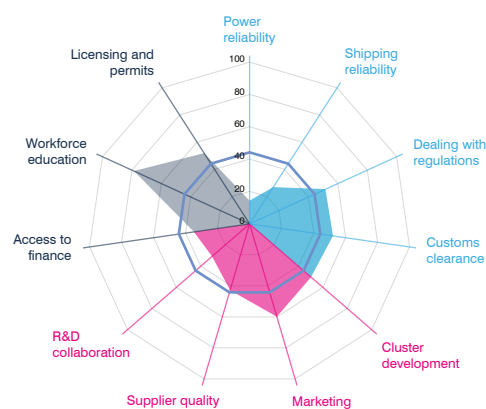 Power
reliability
Licensing and
permits
Shipping
reliability
100
80
60
40
20
0
Workforce
education
Dealing with
regulations
Access to
finance
Customs
clearance
R&D
collaboration
Cluster
development
Supplier quality
Marketing